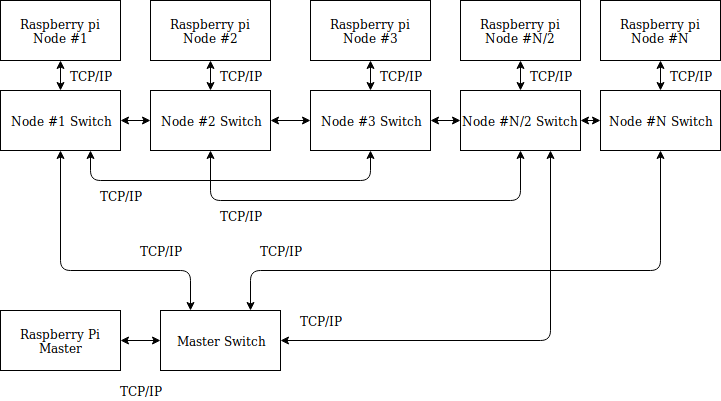 Raspberry pi
Node #1
Raspberry pi
Node #2
Raspberry pi
Node #3
Raspberry pi
Node #N/2
Raspberry pi
Node #N
TCP/IP
TCP/IP
TCP/IP
TCP/IP
TCP/IP
Node #1 Switch
Node #2 Switch
Node #3 Switch
Node #N/2 Switch
Node #N Switch
TCP/IP
TCP/IP
TCP/IP
TCP/IP
TCP/IP
Raspberry Pi
Master
Master Switch
TCP/IP